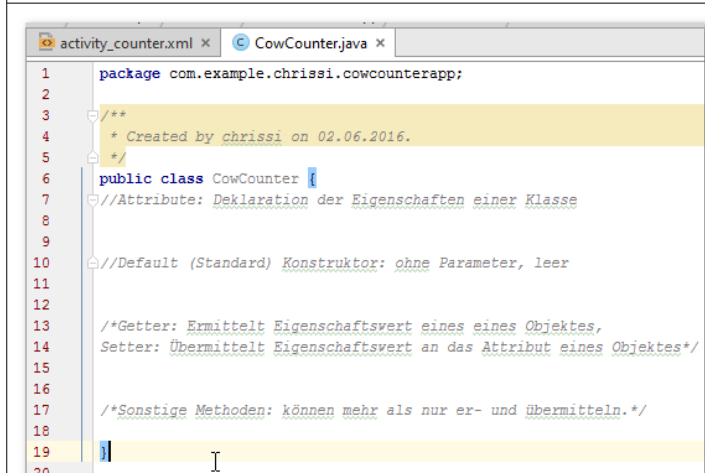 activity_counter.xml × CowCounter.java ×
1 package com.example.chrissi.cowcounterapp;
2
3 /**
4 * Created by chrissi on 02.06.2016.
5 */
6 public class CowCounter {
7 //Attribute: Deklaration der Eigenschaften einer Klasse
8
9
10 //Default (Standard) Konstruktor: ohne Parameter, leer
11
12
13 /*Getter: Ermittelt Eigenschaftswert eines eines Objektes,
14 Setter: Übermittelt Eigenschaftswert an das Attribut eines Objektes*/
15
16
17 /*Sonstige Methoden: können mehr als nur er- und übermitteln.*/
18
19 }
20